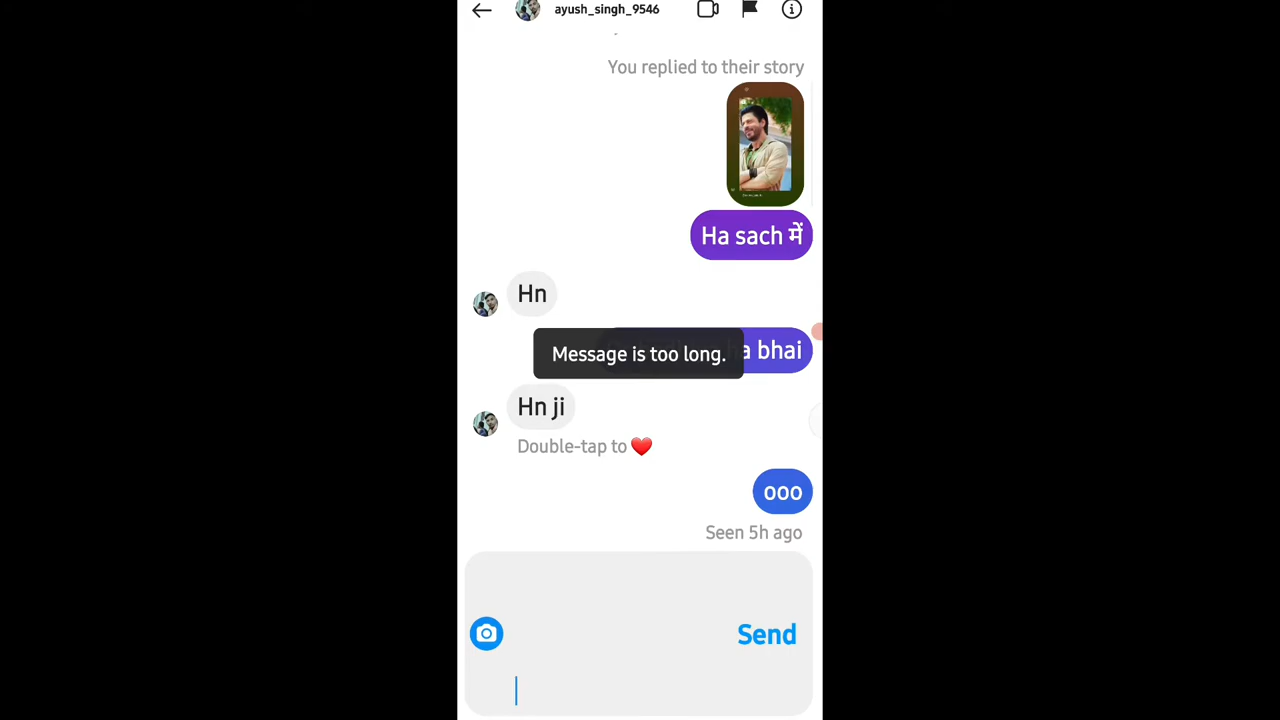 ayush_singh_9546
You replied to their story
Ha sach में
Hn
Message is too long.
ha bhai
Hn ji
Double-tap to ❤️
ooo
Seen 5h ago
Send